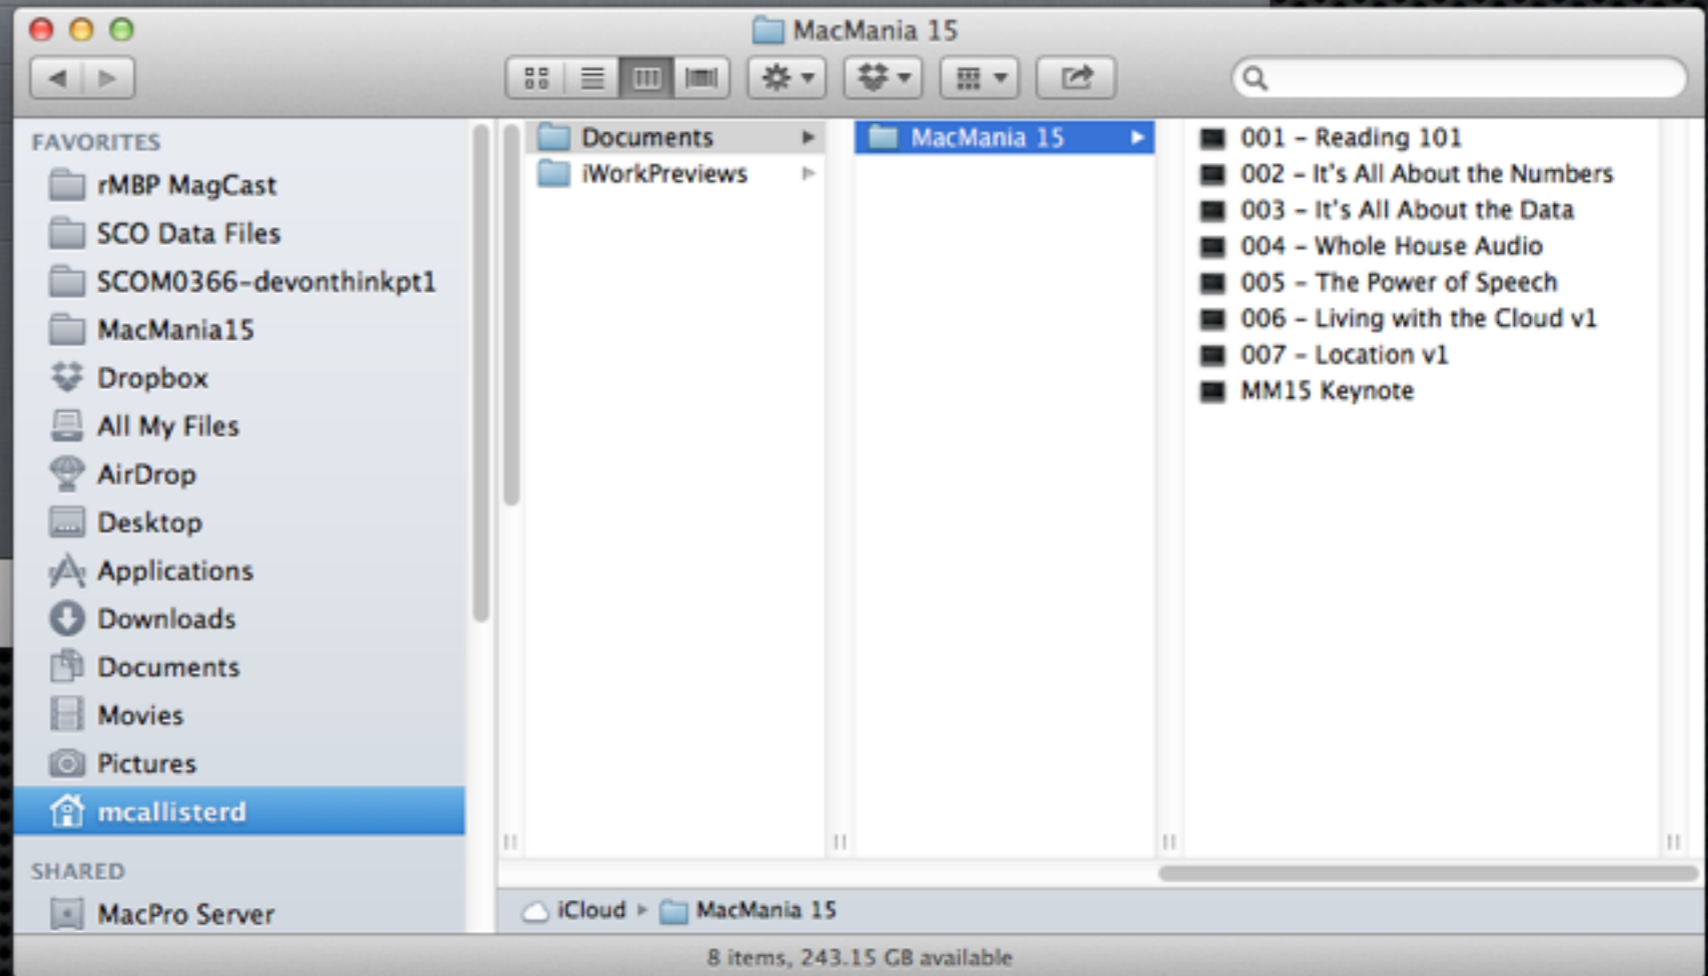 MacMania 15
FAVORITES
rMBP MagCast
SCO Data Files
SCOM0366-devonthinkpt1
MacMania15
Dropbox
All My Files
AirDrop
Desktop
Applications
Downloads
Documents
Movies
Pictures
mcallisterd
SHARED
MacPro Server
Documents
iWorkPreviews
MacMania 15
001 – Reading 101
002 – It's All About the Numbers
003 – It's All About the Data
004 – Whole House Audio
005 – The Power of Speech
006 – Living with the Cloud v1
007 – Location v1
MM15 Keynote
iCloud ▸ MacMania 15
8 items, 243.15 GB available